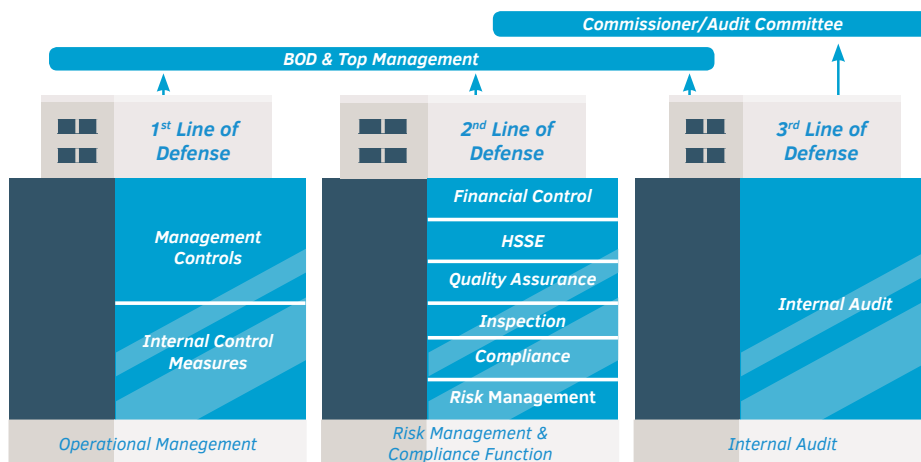 Commissioner/Audit Committee
BOD & Top Management
1st Line of
Defense
Management
Controls
Internal Control
Measures
Operational Manegement
2nd Line of
Defense
Financial Control
HSSE
Quality Assurance
Inspection
Compliance
Risk Management
Risk Management &
Compliance Function
3rd Line of
Defense
Internal Audit
Internal Audit